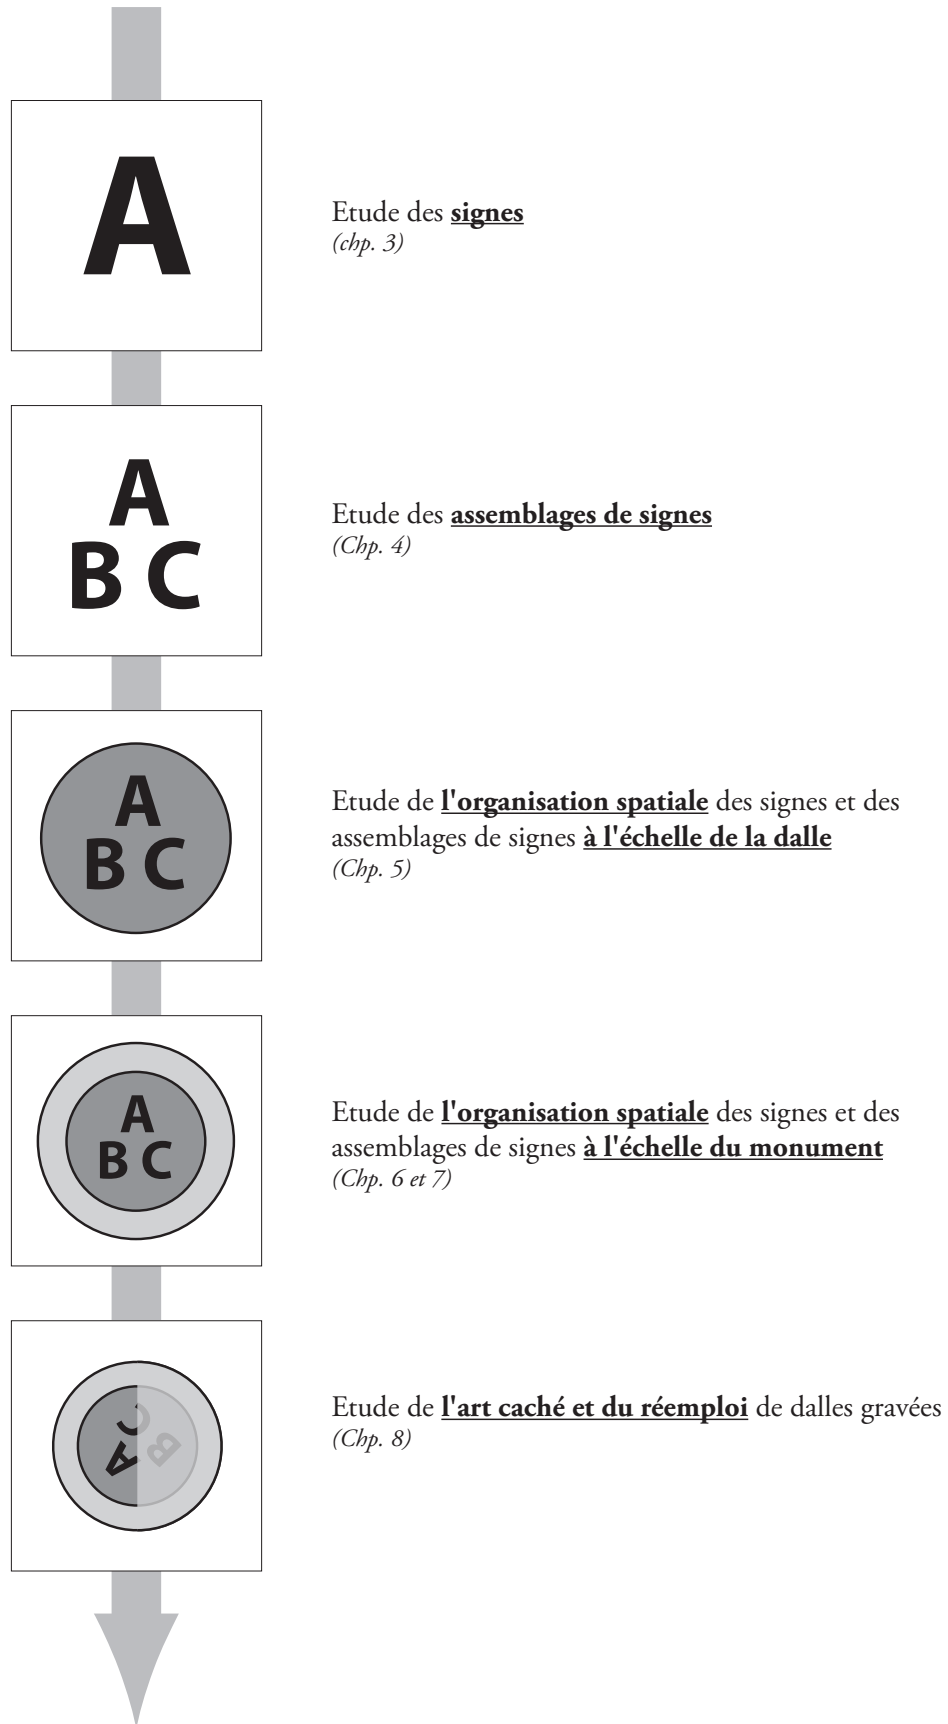 A
Etude des signes
(chp. 3)
A
B C
Etude des assemblages de signes
(Chp. 4)
A
B C
Etude de l'organisation spatiale des signes et des
assemblages de signes à l'échelle de la dalle
(Chp. 5)
A
B C
Etude de l'organisation spatiale des signes et des
assemblages de signes à l'échelle du monument
(Chp. 6 et 7)
C
A B
Etude de l'art caché et du réemploi de dalles gravées
(Chp. 8)